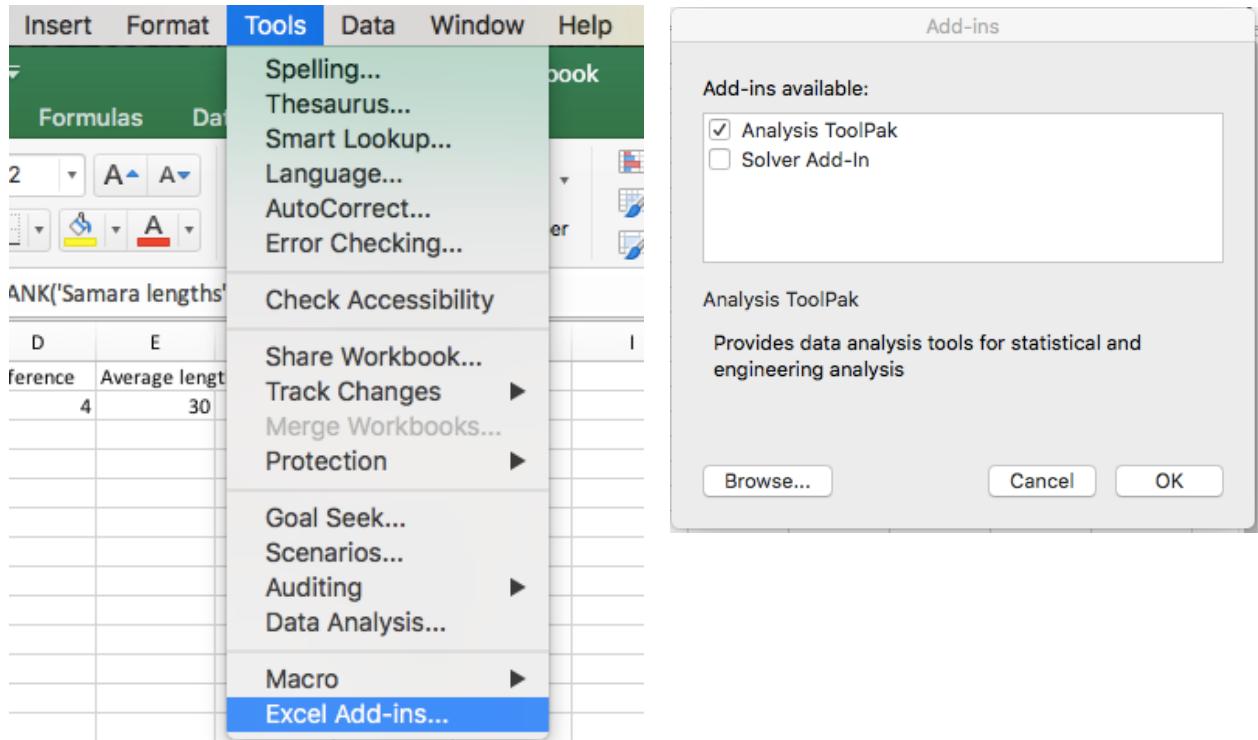 Insert Format Tools Data Window Help
Spelling...
Thesaurus...
Smart Lookup...
Language...
AutoCorrect...
Error Checking...
Check Accessibility
Share Workbook...
Track Changes
Merge Workbooks...
Protection
Goal Seek...
Scenarios...
Auditing
Data Analysis...
Macro
Excel Add-ins...
book
Formulas Da
2 A A
A er
ANK('Samara lengths'
D E I
ference Average lengt
4 30
Add-ins
Add-ins available:
Analysis ToolPak
Solver Add-In
Analysis ToolPak
Provides data analysis tools for statistical and
engineering analysis
Browse... Cancel OK